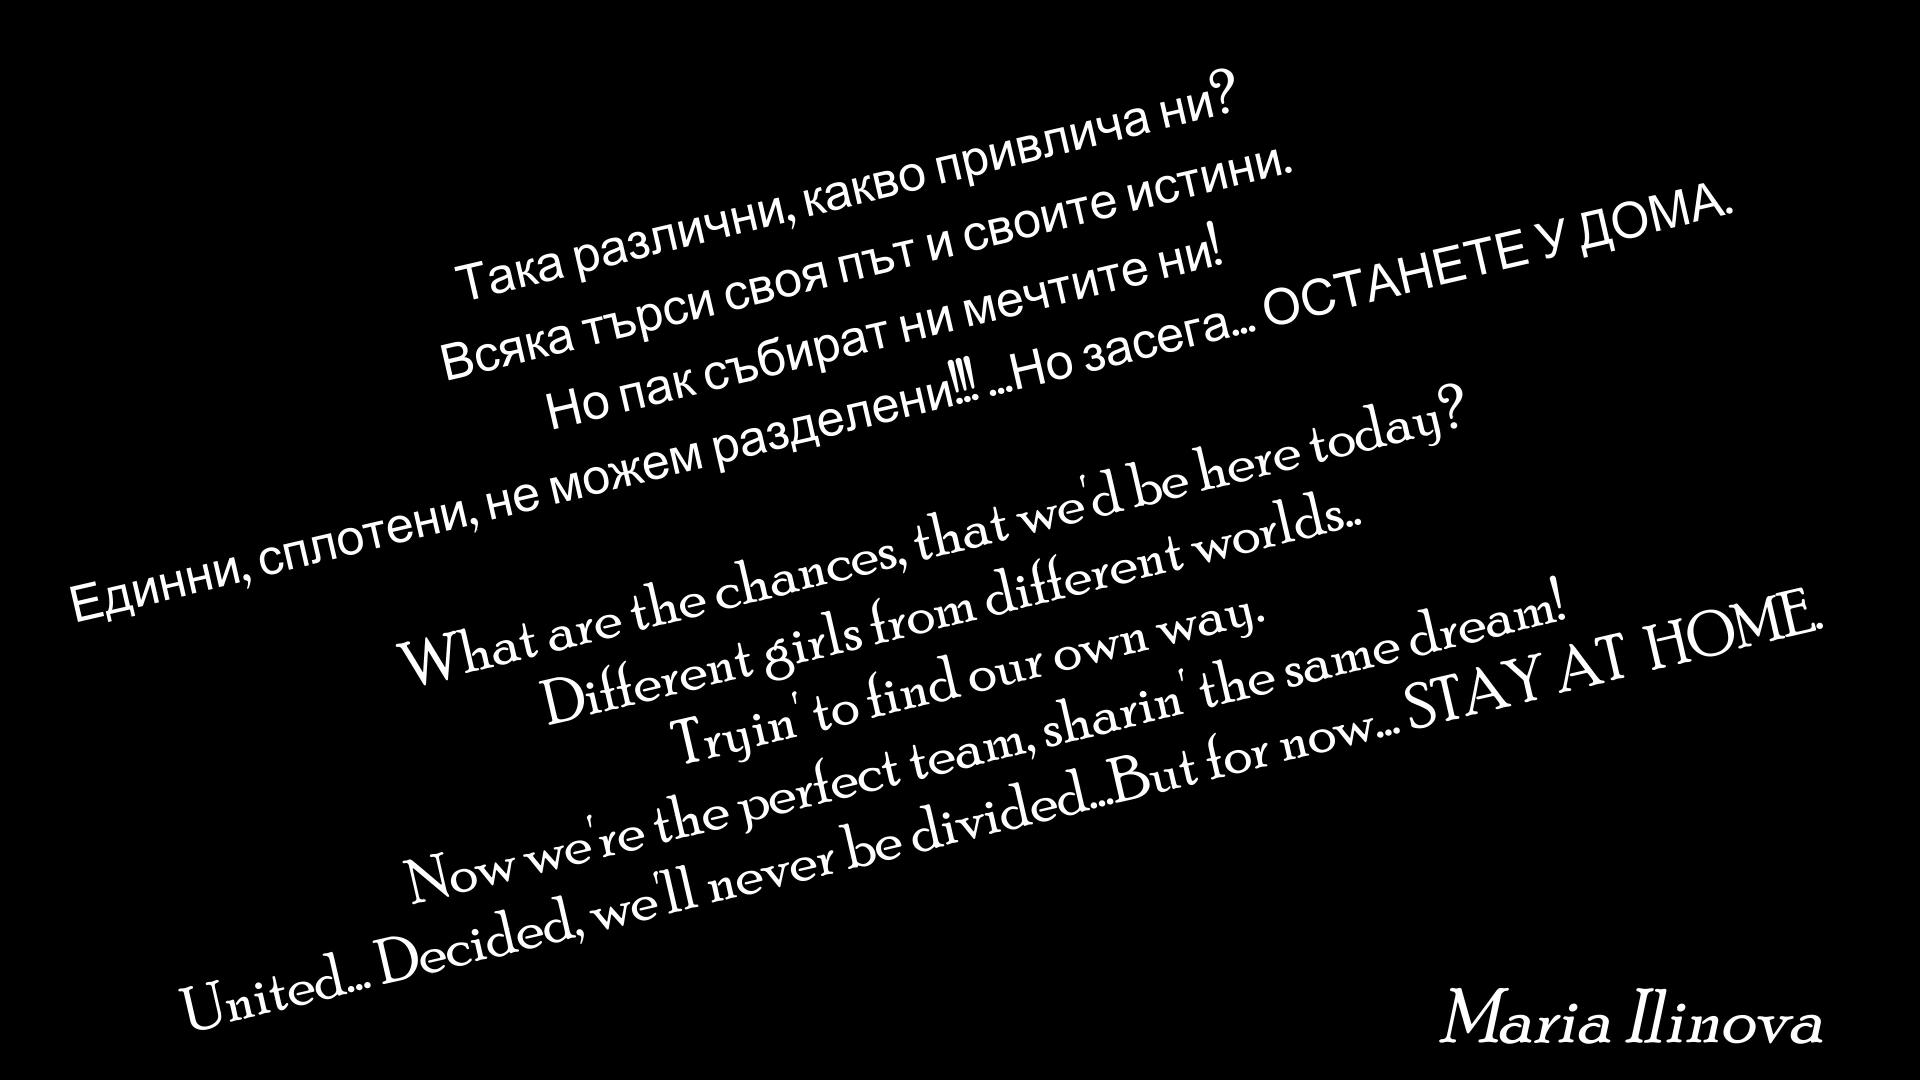 Така различни, какво привлича ни?
Всяка търси своя път и своите истини.
Но пак събират ни мечтите ни!
Единни, сплотени, не можем разделени!!! ...Но засега... ОСТАНЕТЕ У ДОМА.
What are the chances, that we'd be here today?
Different girls from different worlds..
Tryin' to find our own way.
Now we're the perfect team, sharin' the same dream!
United... Decided, we'll never be divided...But for now... STAY AT HOME.
Maria Ilinova